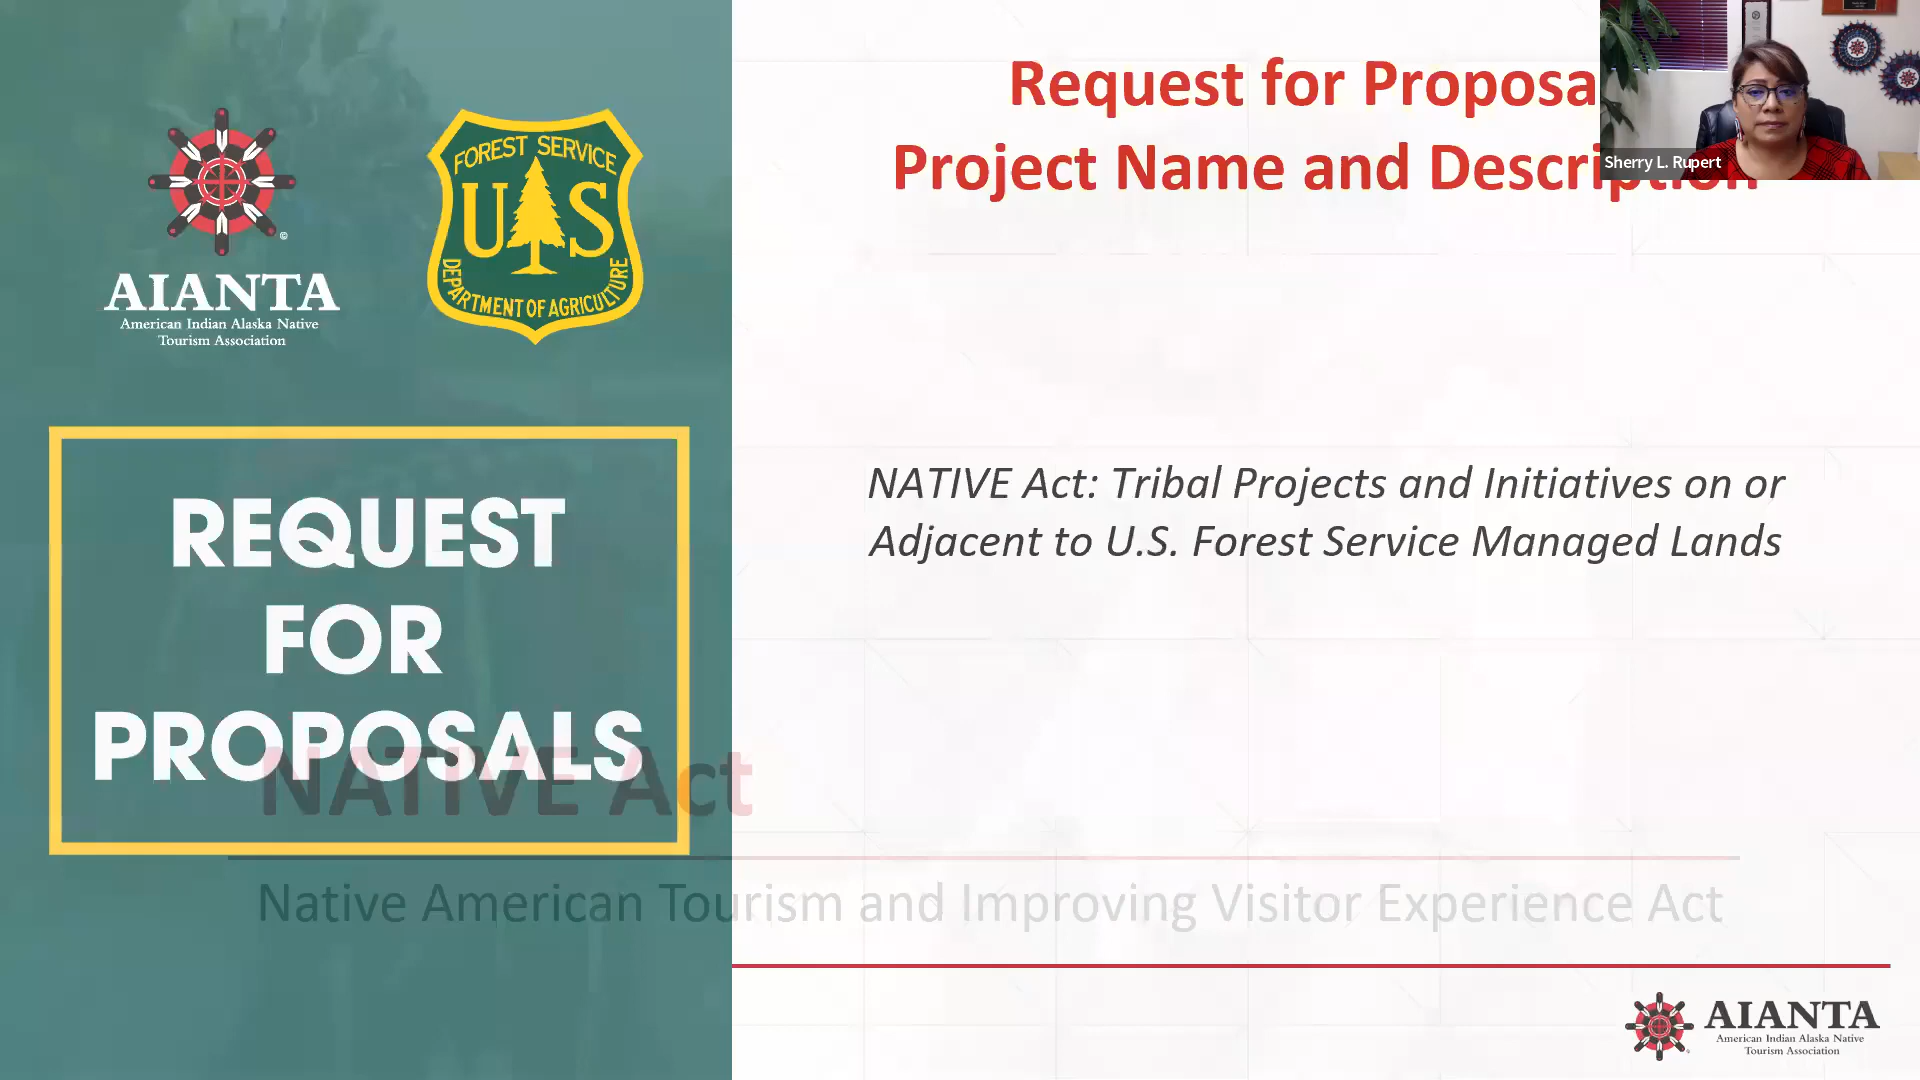 AIANTA
American Indian Alaska Native
Tourism Association
FOREST SERVICE
U S
DEPARTMENT OF AGRICULTURE
REQUEST
FOR
PROPOSALS
Request for Proposa
Project Name and Description
Sherry L. Rupert
NATIVE Act: Tribal Projects and Initiatives on or
Adjacent to U.S. Forest Service Managed Lands
NATIVE Act
Native American Tourism and Improving Visitor Experience Act
AIANTA
American Indian Alaska Native
Tourism Association